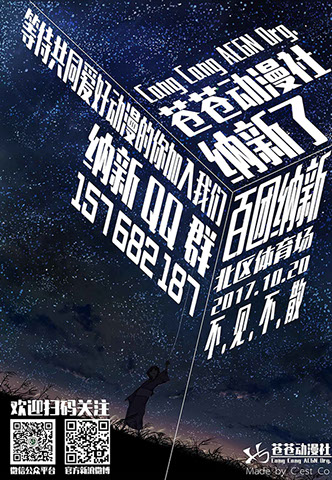 等待共同爱好动漫的你加入我们
纳新QQ群
157682187
Cang Cang ACGN Org.
苍苍动漫社
纳新了
百团纳新
北区体育场
2017.10.20
不,见,不,散
欢迎扫码关注
微信公众平台
官方新浪微博
苍苍动漫社
Cang Cang ACGN Org.
Made by C'est Co